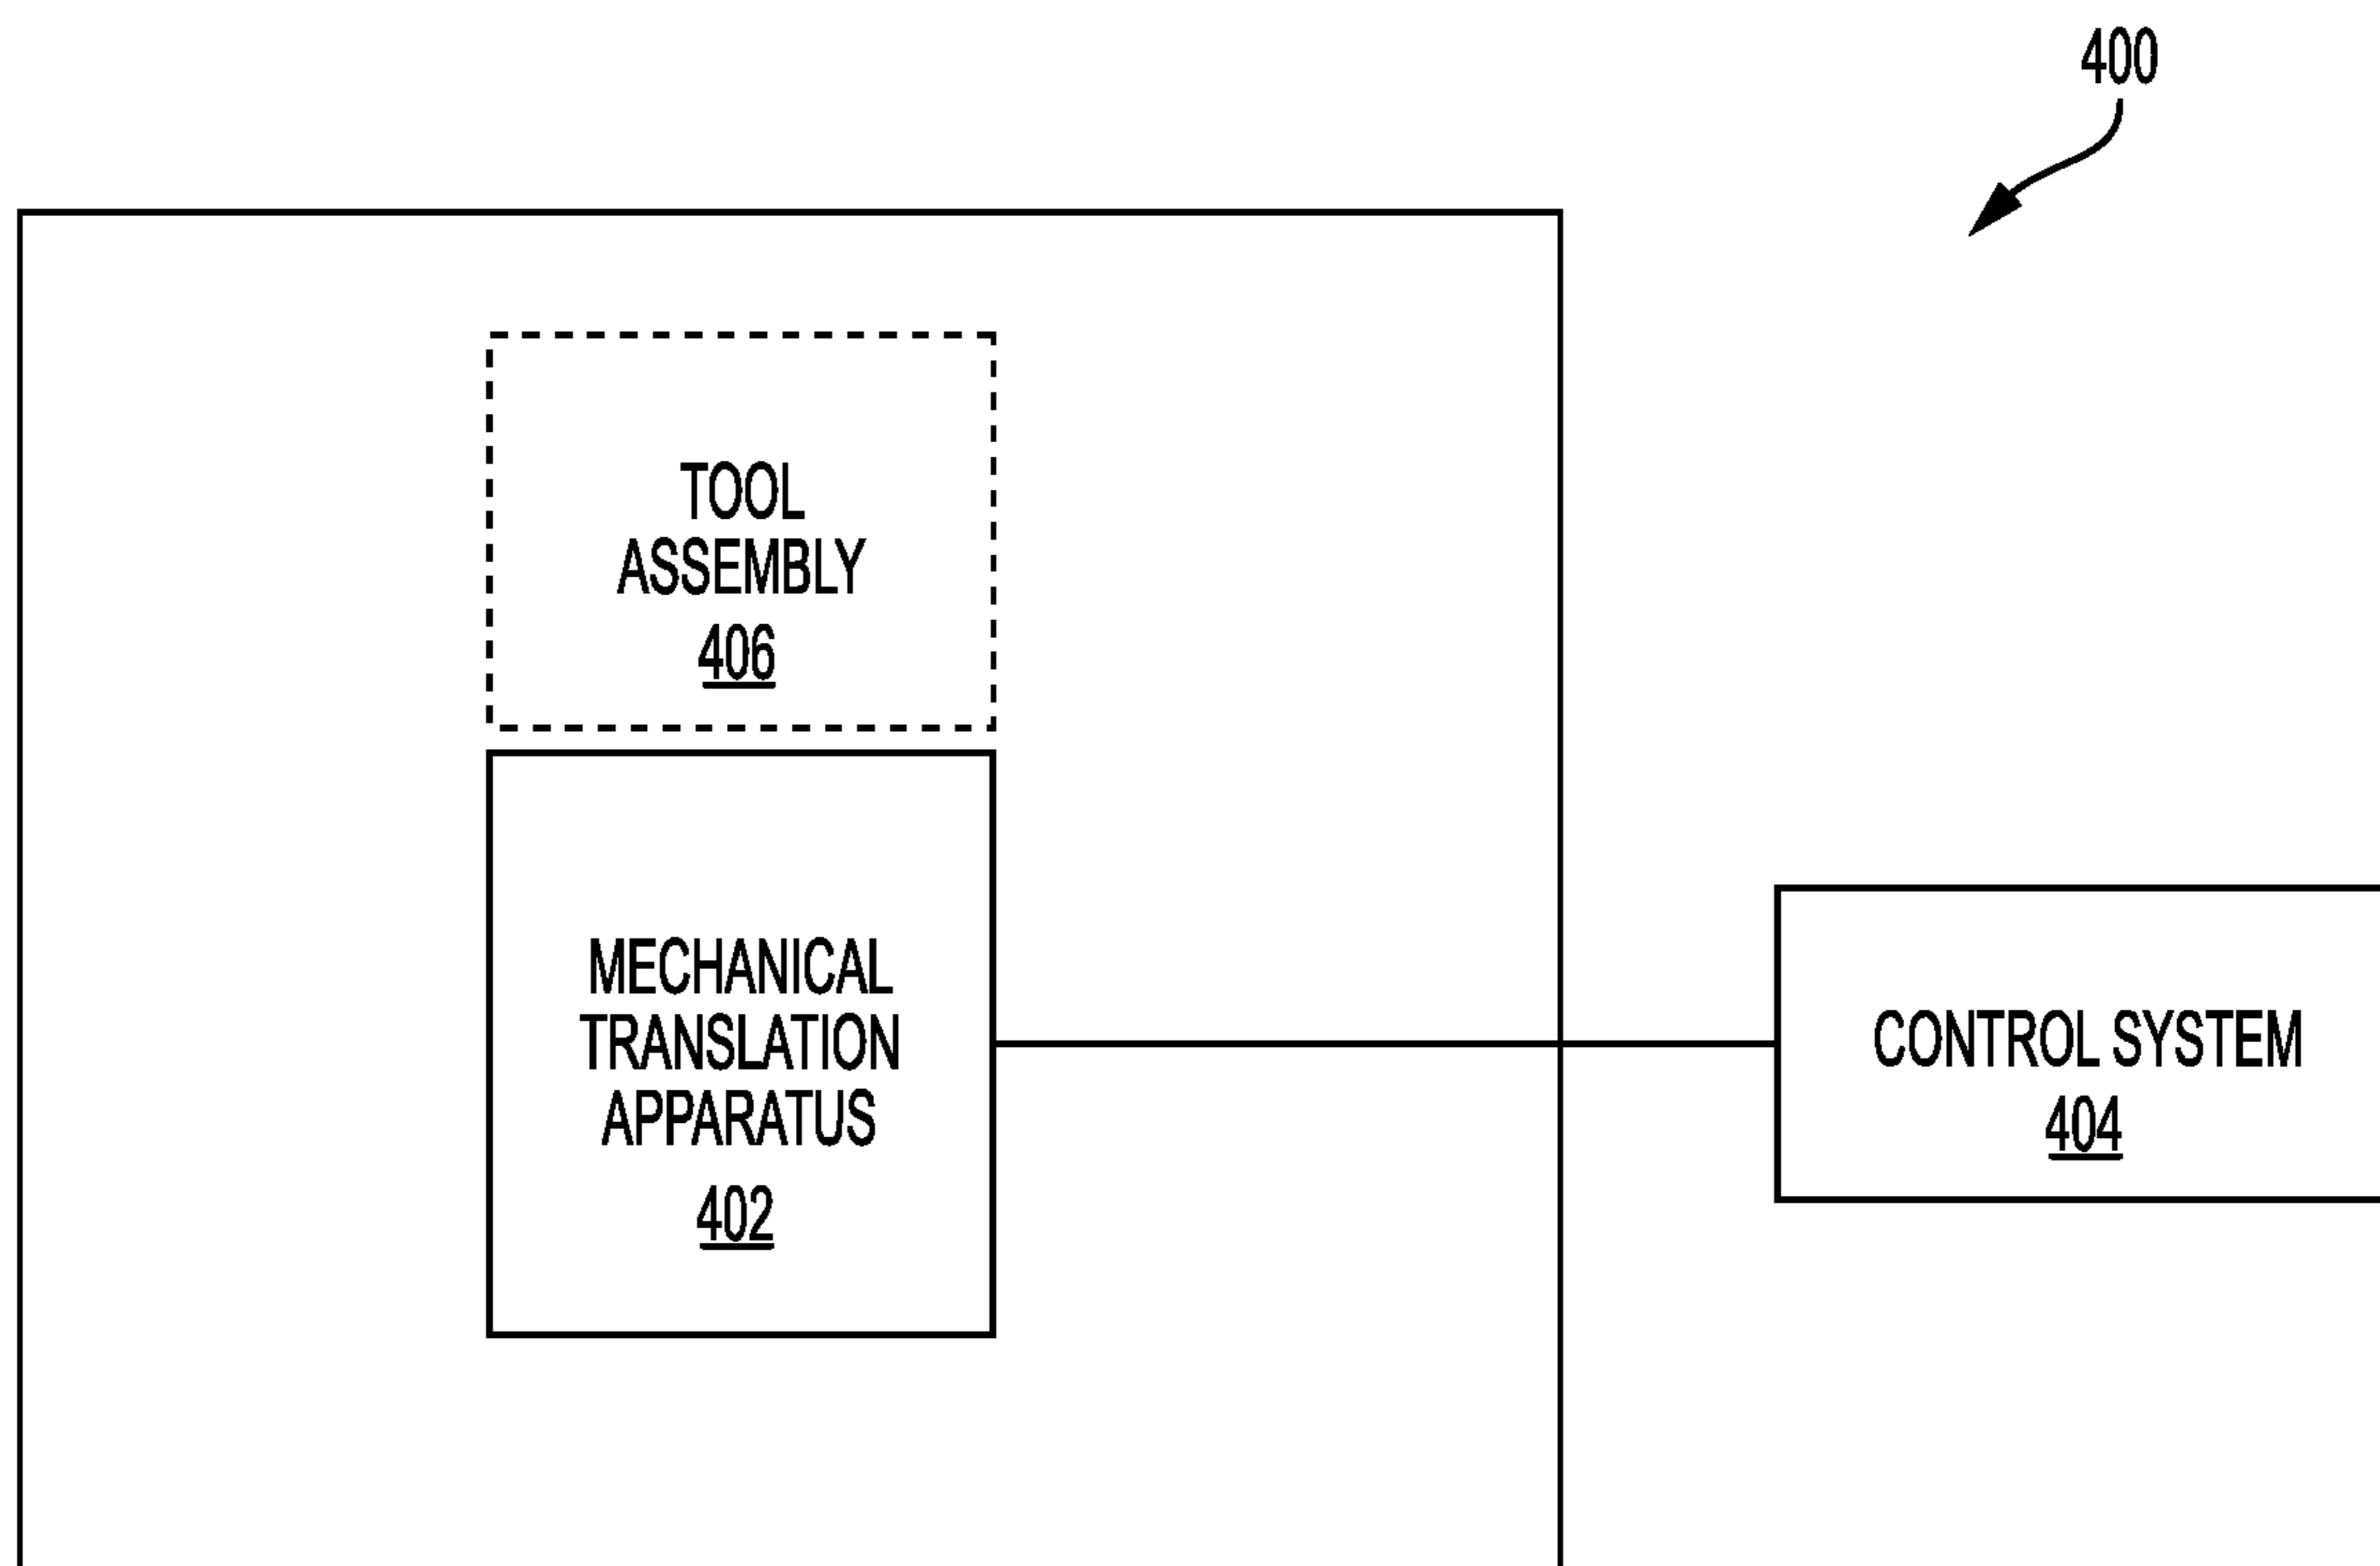 400
TOOL
ASSEMBLY
406
MECHANICAL
TRANSLATION
APPARATUS
402
CONTROL SYSTEM
404